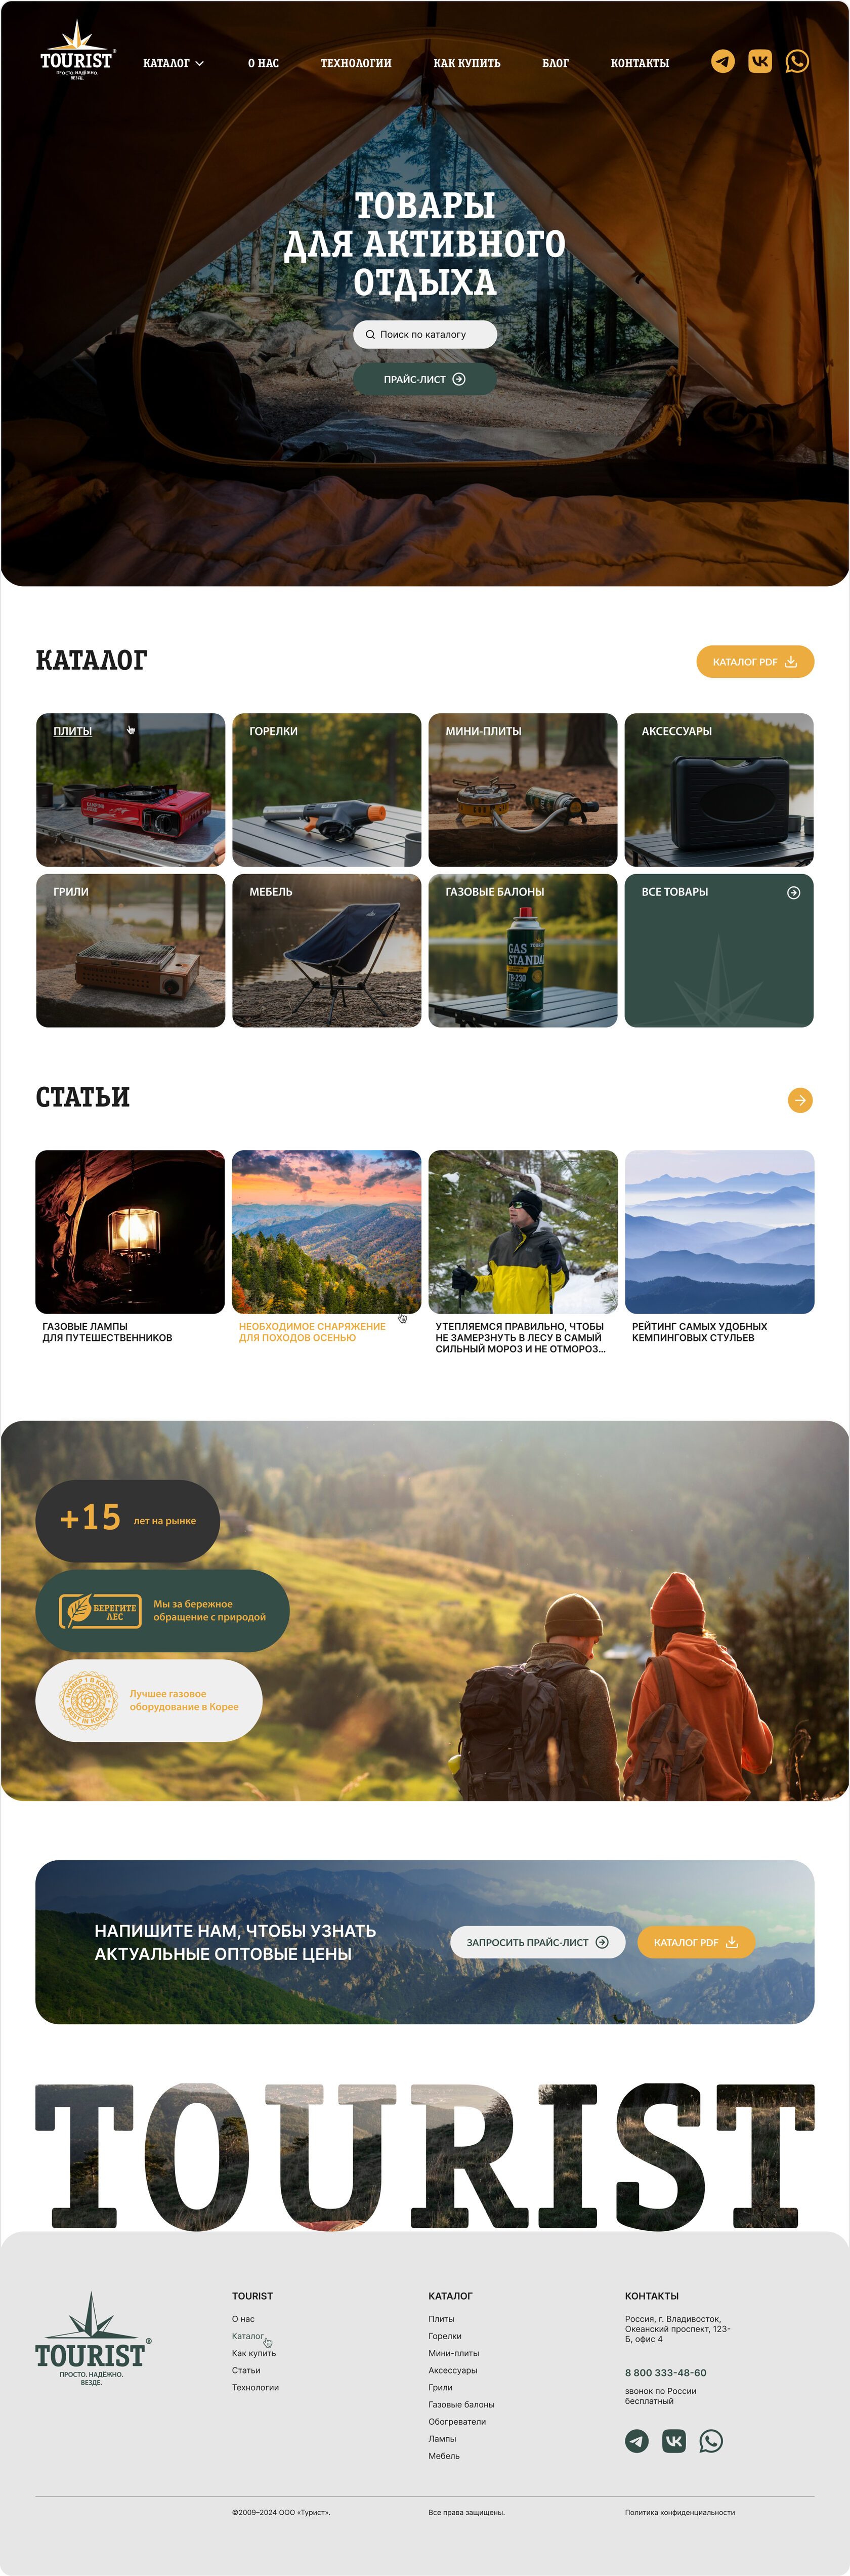 TOURIST®
ПРОСТО. НАДЁЖНО.
ВЕЗДЕ.
КАТАЛОГ
О НАС
ТЕХНОЛОГИИ
КАК КУПИТЬ
БЛОГ
КОНТАКТЫ
ТОВАРЫ
ДЛЯ АКТИВНОГО
ОТДЫХА
Поиск по каталогу
ПРАЙС-ЛИСТ
КАТАЛОГ
КАТАЛОГ PDF
ПЛИТЫ
ГОРЕЛКИ
МИНИ-ПЛИТЫ
АКСЕССУАРЫ
ГРИЛИ
МЕБЕЛЬ
ГАЗОВЫЕ БАЛОНЫ
GAS
STANDA
TB-230
ВСЕ ТОВАРЫ
СТАТЬИ
ГАЗОВЫЕ ЛАМПЫ
ДЛЯ ПУТЕШЕСТВЕННИКОВ
НЕОБХОДИМОЕ СНАРЯЖЕНИЕ
ДЛЯ ПОХОДОВ ОСЕНЬЮ
УТЕПЛЯЕМСЯ ПРАВИЛЬНО, ЧТОБЫ
НЕ ЗАМЕРЗНУТЬ В ЛЕСУ В САМЫЙ
СИЛЬНЫЙ МОРОЗ И НЕ ОТМОРОЗ...
РЕЙТИНГ САМЫХ УДОБНЫХ
КЕМПИНГОВЫХ СТУЛЬЕВ
+15 лет на рынке
БЕРЕГИТЕ
ЛЕС
Мы за бережное
обращение с природой
Лучшее газовое
оборудование в Корее
НАПИШИТЕ НАМ, ЧТОБЫ УЗНАТЬ
АКТУАЛЬНЫЕ ОПТОВЫЕ ЦЕНЫ
ЗАПРОСИТЬ ПРАЙС-ЛИСТ
КАТАЛОГ PDF
TOURIST
TOURIST®
ПРОСТО. НАДЁЖНО.
ВЕЗДЕ.
TOURIST
О нас
Каталог
Как купить
Статьи
Технологии
КАТАЛОГ
Плиты
Горелки
Мини-плиты
Аксессуары
Грили
Газовые балоны
Обогреватели
Лампы
Мебель
КОНТАКТЫ
Россия, г. Владивосток,
Океанский проспект, 123-
Б, офис 4
8 800 333-48-60
звонок по России
бесплатный
©2009–2024 ООО «Турист».
Все права защищены.
Политика конфиденциальности